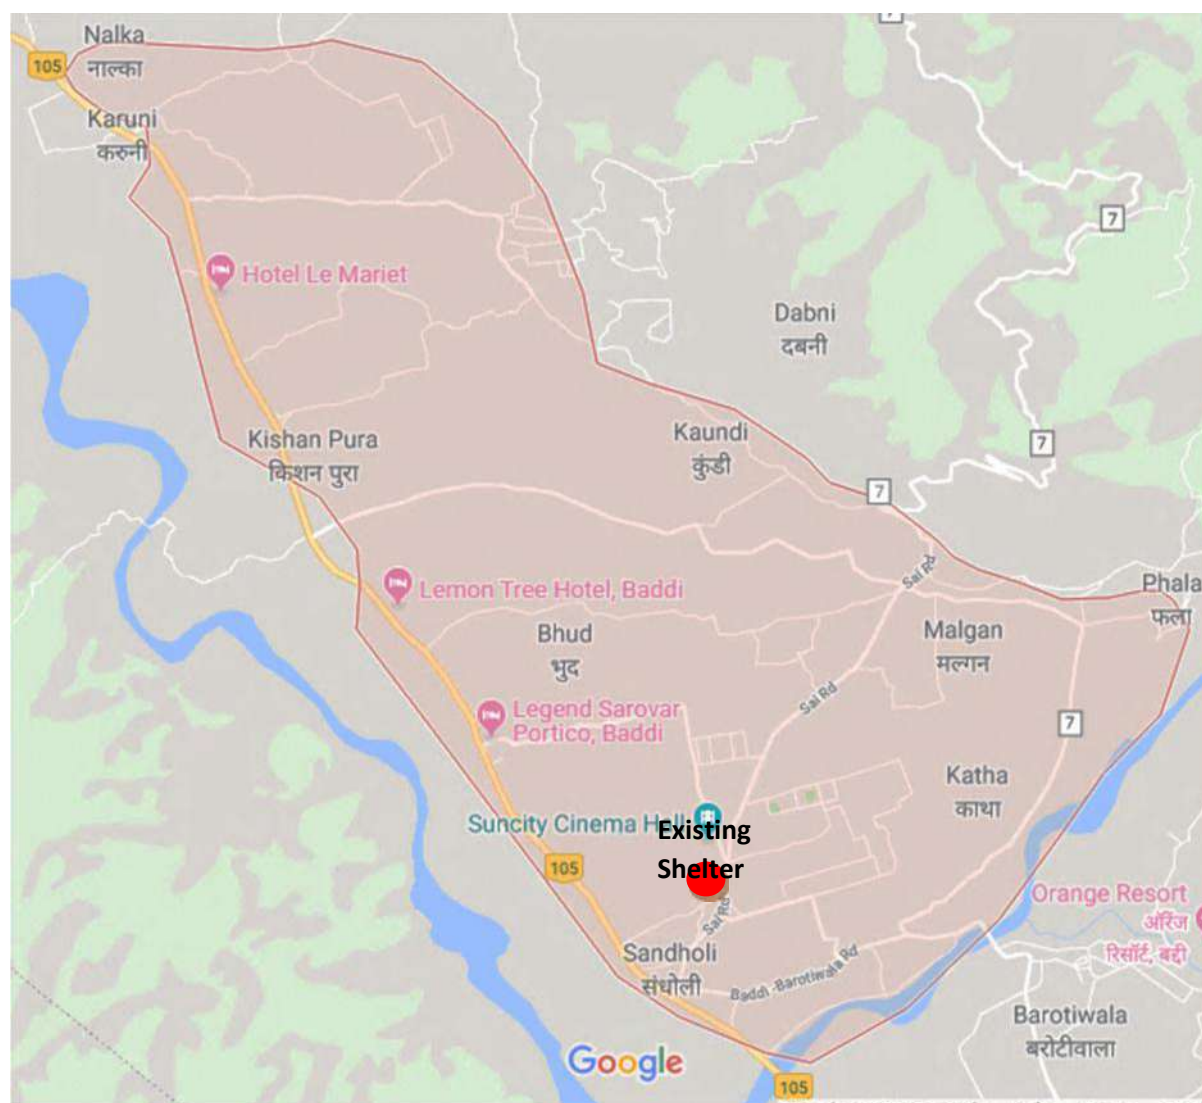 7
Nalka
नाल्का
105
Karuni
करुनी
7
Hotel Le Mariet
Dabni
दबनी
Kishan Pura
किशन पुरा
Kaundi
कुंडी
7
7
Sai Rd
Lemon Tree Hotel, Baddi
Phala
फला
Bhud
भुद
Malgan
मल्गन
Sai Rd
Legend Sarovar
Portico, Baddi
7
Katha
काथा
Suncity Cinema Hall
Existing
Shelter
105
Orange Resort
ऑरेंज
रिसॉर्ट, बद्दी
Sai Rd
Sandholi
संधोली
Baddi -Barotiwala Rd
Barotiwala
बरोटीवाला
Google
105